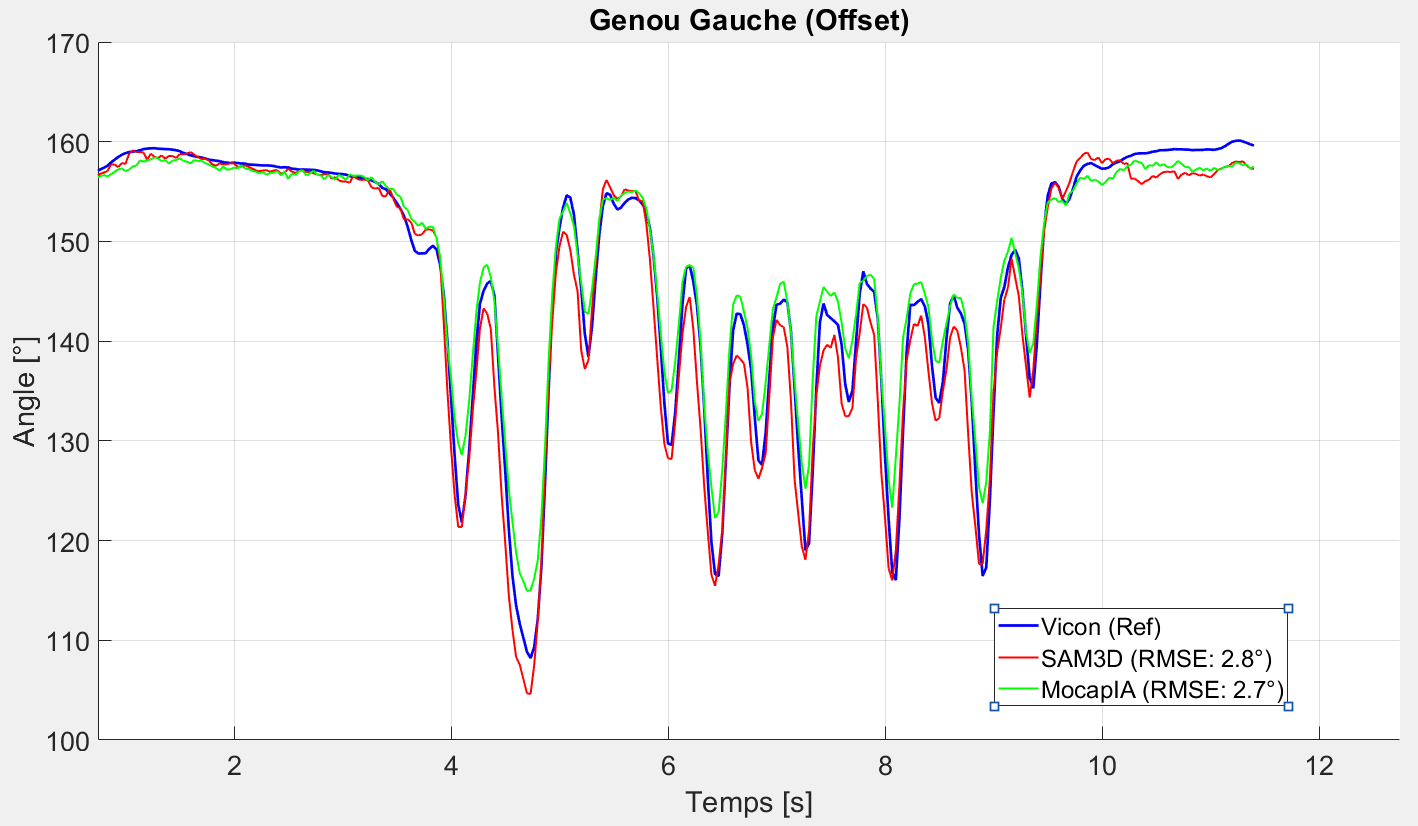 Genou Gauche (Offset)
170
160
150
140
130
120
110
100
Angle [°]
2
4
6
8
10
12
Temps [s]
Vicon (Ref)
SAM3D (RMSE: 2.8°)
MocapIA (RMSE: 2.7°)